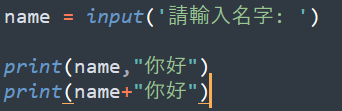 name = input('請輸入名字: ')
print(name,"你好")
print(name+"你好")